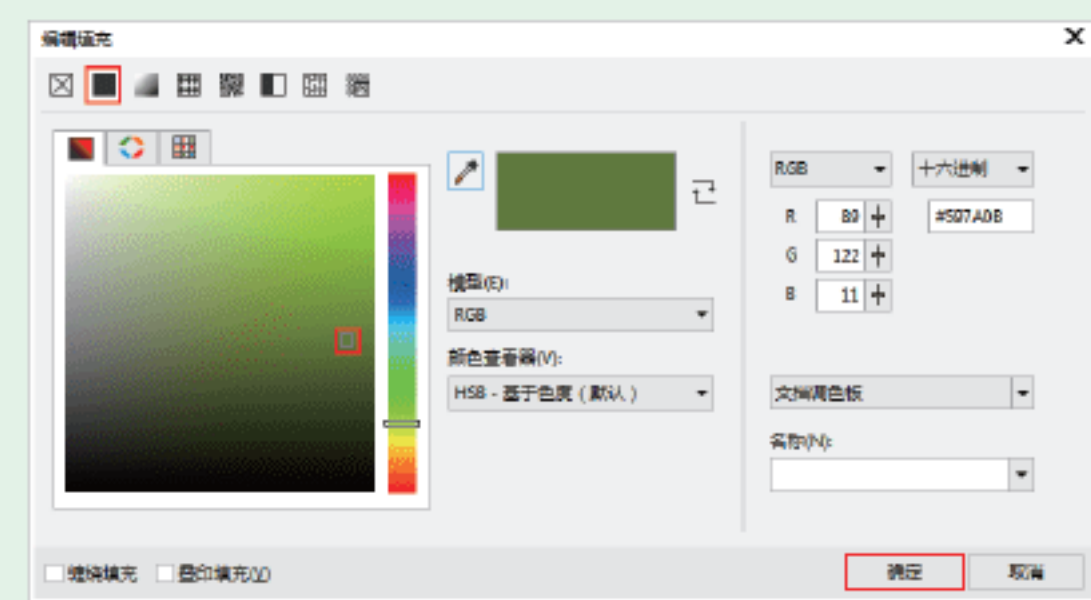 编辑填充
RGB 十六进制
R 89 #597A0B
G 122
B 11
模型(E):
RGB
颜色查看器(V):
HSB - 基于色度（默认）
文档调色板
名称(N):
缠绕填充 叠印填充(V)
确定 取消